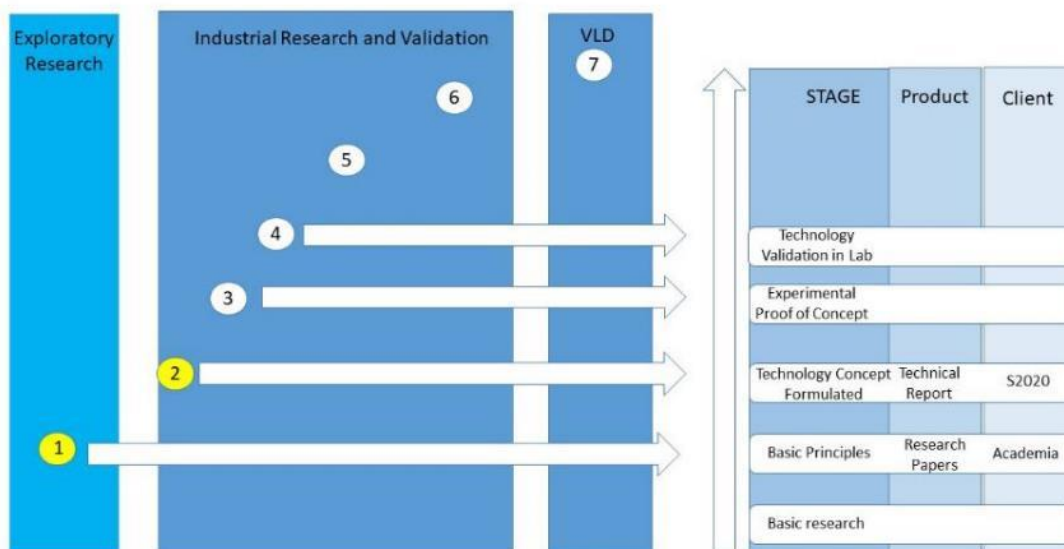 Exploratory
Research
Industrial Research and Validation
VLD
7
6
5
4
3
2
1
STAGE
Product
Client
Technology
Validation in Lab
Experimental
Proof of Concept
Technology Concept
Formulated
Technical
Report
S2020
Basic Principles
Research
Papers
Academia
Basic research